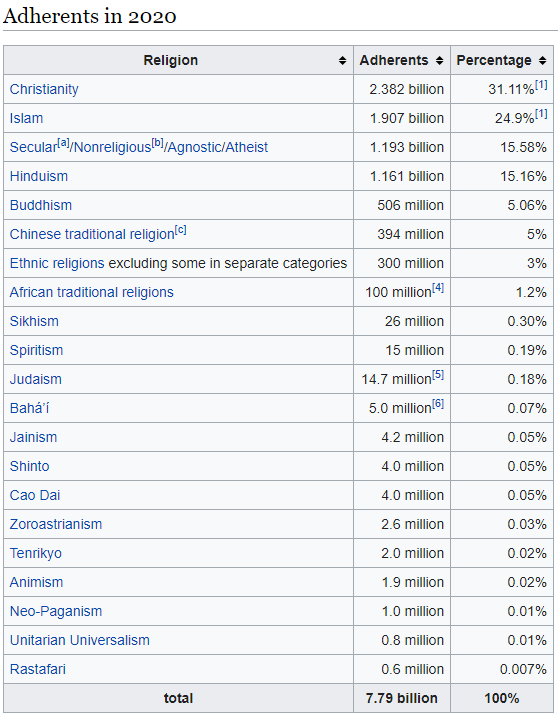 Adherents in 2020
Religion Adherents Percentage
Christianity 2.382 billion 31.11%[1]
Islam 1.907 billion 24.9%[1]
Secular[a]/Nonreligious[b]/Agnostic/Atheist 1.193 billion 15.58%
Hinduism 1.161 billion 15.16%
Buddhism 506 million 5.06%
Chinese traditional religion[c] 394 million 5%
Ethnic religions excluding some in separate categories 300 million 3%
African traditional religions 100 million[4] 1.2%
Sikhism 26 million 0.30%
Spiritism 15 million 0.19%
Judaism 14.7 million[5] 0.18%
Bahá’í 5.0 million[6] 0.07%
Jainism 4.2 million 0.05%
Shinto 4.0 million 0.05%
Cao Dai 4.0 million 0.05%
Zoroastrianism 2.6 million 0.03%
Tenrikyo 2.0 million 0.02%
Animism 1.9 million 0.02%
Neo-Paganism 1.0 million 0.01%
Unitarian Universalism 0.8 million 0.01%
Rastafari 0.6 million 0.007%
total 7.79 billion 100%